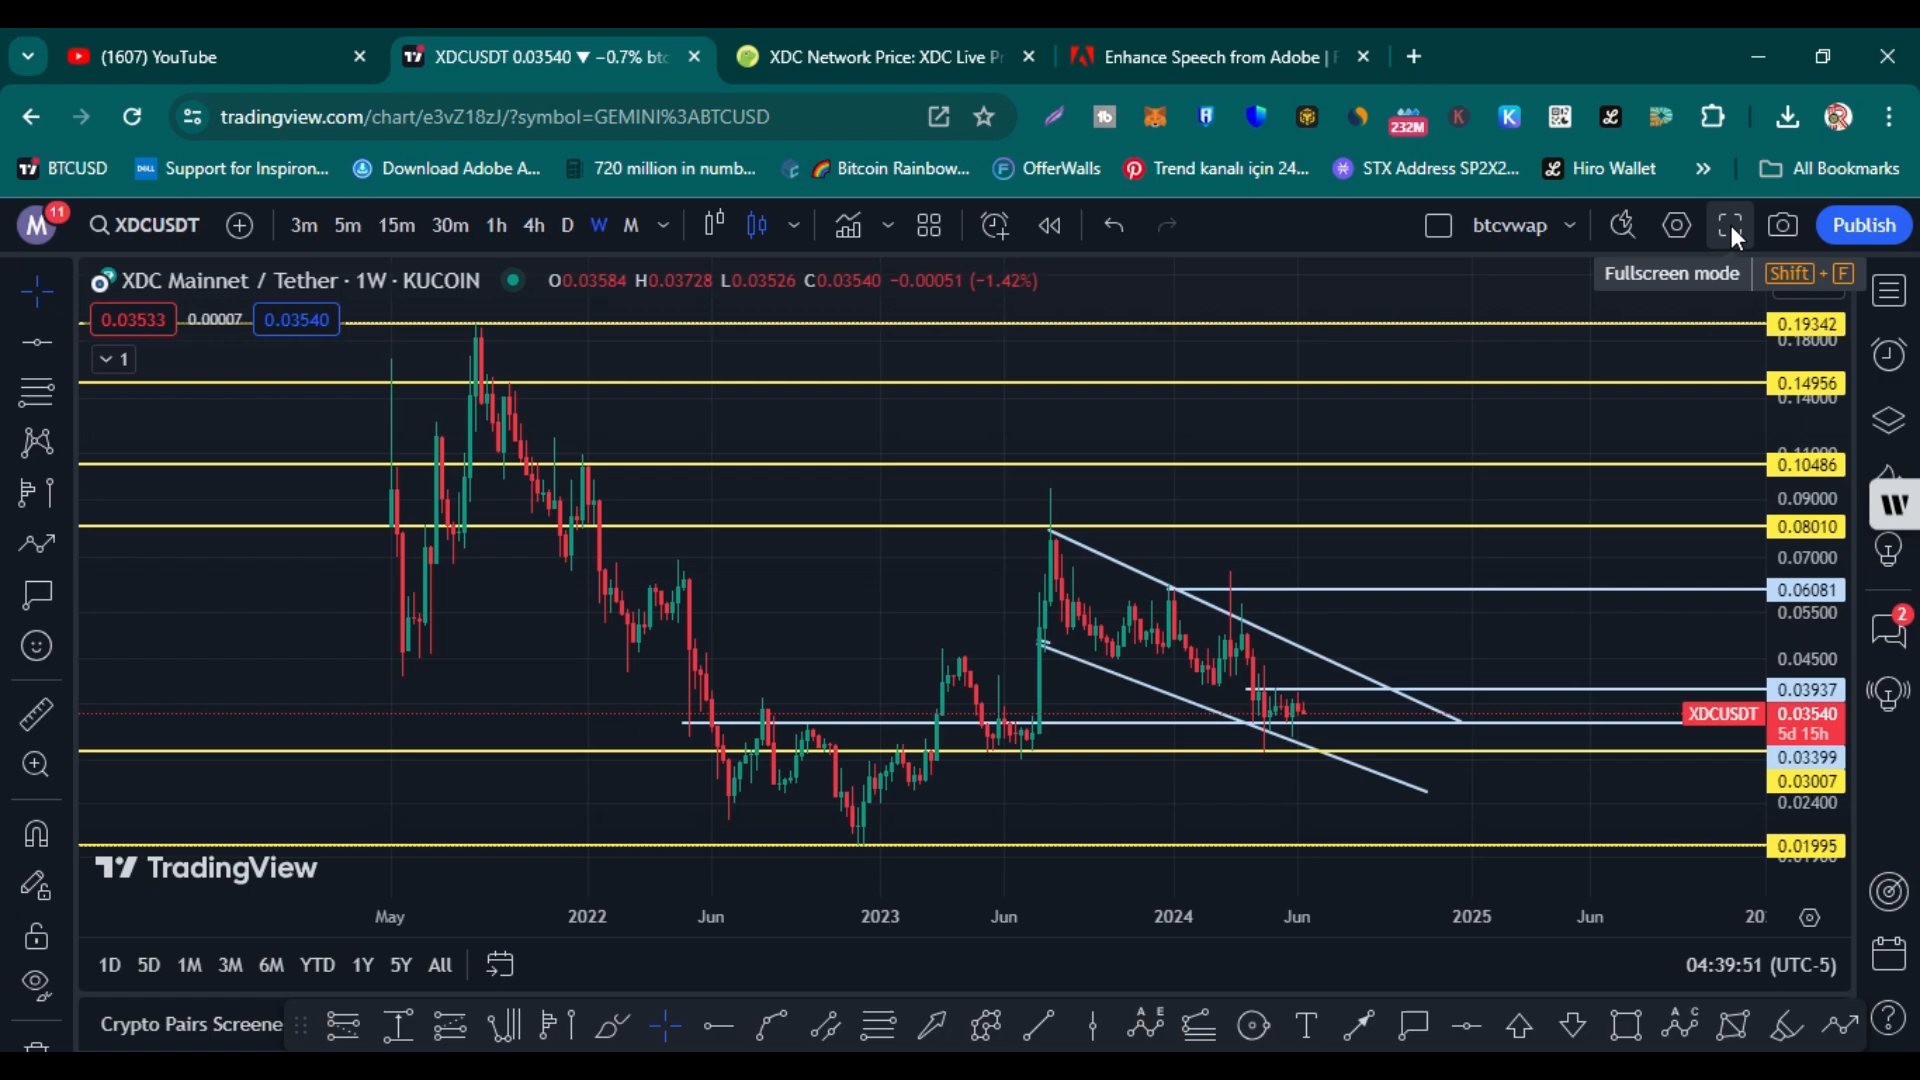 (1607) YouTube
XDCUSDT 0.03540 ▼ −0.7% btc
XDC Network Price: XDC Live Pr
Enhance Speech from Adobe | F
tradingview.com/chart/e3vZ18zJ/?symbol=GEMINI%3ABTCUSD
232M
BTCUSD
Support for Inspiron...
Download Adobe A...
720 million in numb...
Bitcoin Rainbow...
OfferWalls
Trend kanalı için 24...
STX Address SP2X2...
Hiro Wallet
All Bookmarks
M 11
XDCUSDT
3m 5m 15m 30m 1h 4h D W M
btcvwap
Publish
XDC Mainnet / Tether · 1W · KUCOIN
O0.03584 H0.03728 L0.03526 C0.03540 −0.00051 (−1.42%)
Fullscreen mode
Shift + F
0.03533 0.00007 0.03540
1
0.19342
0.18000
0.14956
0.14000
0.11000
0.10486
0.09000
0.08010
0.07000
0.06081
0.05500
0.04500
0.03937
XDCUSDT 0.03540
5d 15h
0.03399
0.03007
0.02400
0.01995
W
2
TradingView
May 2022 Jun 2023 Jun 2024 Jun 2025 Jun 20
1D 5D 1M 3M 6M YTD 1Y 5Y All
04:39:51 (UTC-5)
Crypto Pairs Screene